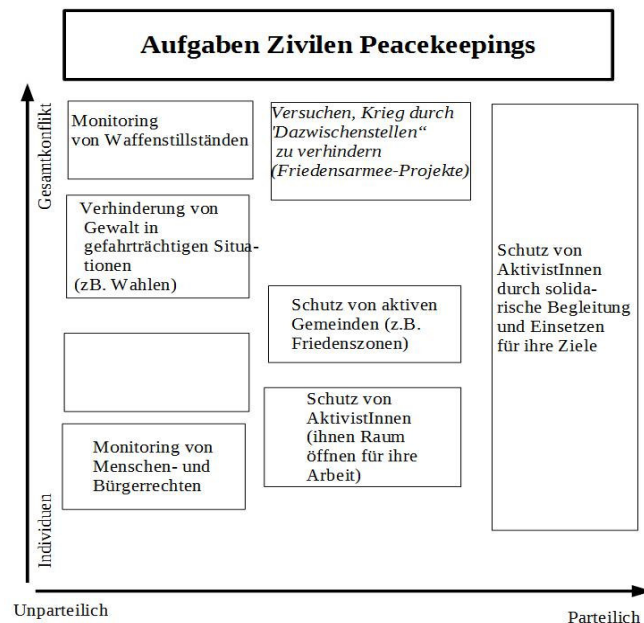 Aufgaben Zivilen Peacekeepings
Gesamtkonflikt
Monitoring
von Waffenstillständen
Versuchen, Krieg durch
'Dazwischenstellen“
zu verhindern
(Friedensarmee-Projekte)
Verhinderung von
Gewalt in
gefahrträchtigen Situa-
tionen
(zB. Wahlen)
Schutz von
AktivistInnen
durch solida-
rische Begleitung
und Einsetzen
für ihre Ziele
Schutz von aktiven
Gemeinden (z.B.
Friedenszonen)
Schutz von
AktivistInnen
(ihnen Raum
öffnen für ihre
Arbeit)
Monitoring von
Menschen- und
Bürgerrechten
Individuen
Unparteilich
Parteilich